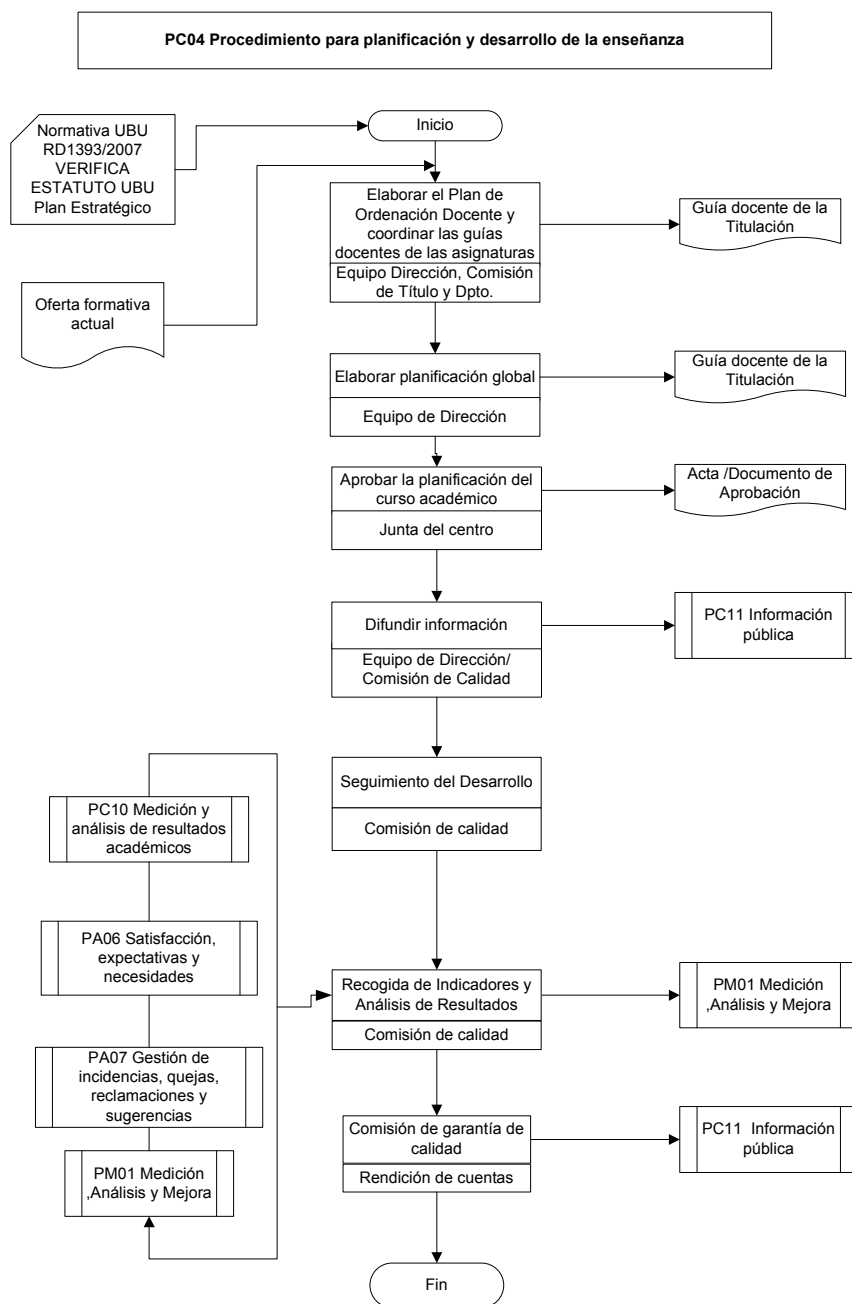 PC04 Procedimiento para planificación y desarrollo de la enseñanza
Inicio
Normativa UBU
RD1393/2007
VERIFICA
ESTATUTO UBU
Plan Estratégico
Elaborar el Plan de
Ordenación Docente y
coordinar las guías
docentes de las asignaturas
Equipo Dirección, Comisión
de Título y Dpto.
Guía docente de la
Titulación
Oferta formativa
actual
Elaborar planificación global
Equipo de Dirección
Guía docente de la
Titulación
Aprobar la planificación del
curso académico
Junta del centro
Acta /Documento de
Aprobación
Difundir información
Equipo de Dirección/
Comisión de Calidad
PC11 Información
pública
Seguimiento del Desarrollo
Comisión de calidad
PC10 Medición y
análisis de resultados
académicos
PA06 Satisfacción,
expectativas y
necesidades
PA07 Gestión de
incidencias, quejas,
reclamaciones y
sugerencias
PM01 Medición
,Análisis y Mejora
Recogida de Indicadores y
Análisis de Resultados
Comisión de calidad
PM01 Medición
,Análisis y Mejora
Comisión de garantía de
calidad
Rendición de cuentas
PC11 Información
pública
Fin